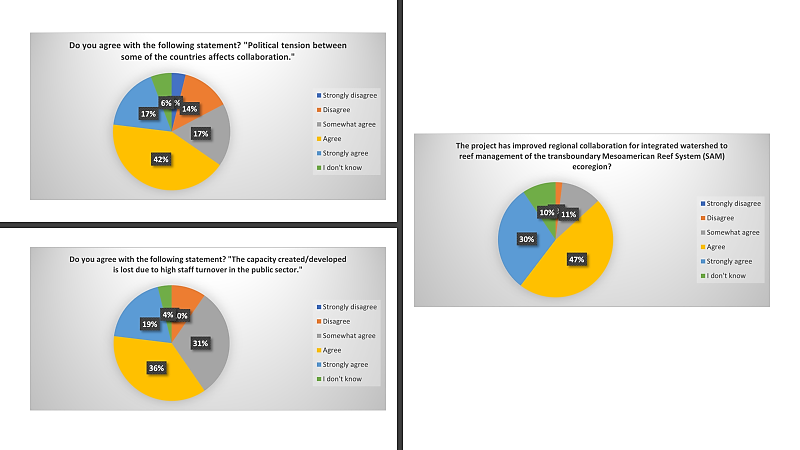 Do you agree with the following statement? "Political tension between
some of the countries affects collaboration."
6%
%
14%
17%
17%
42%
Strongly disagree
Disagree
Somewhat agree
Agree
Strongly agree
I don't know
Do you agree with the following statement? "The capacity created/developed
is lost due to high staff turnover in the public sector."
4%
0%
19%
31%
36%
Strongly disagree
Disagree
Somewhat agree
Agree
Strongly agree
I don't know
The project has improved regional collaboration for integrated watershed to
reef management of the transboundary Mesoamerican Reef System (SAM)
ecoregion?
10%
11%
30%
47%
Strongly disagree
Disagree
Somewhat agree
Agree
Strongly agree
I don't know